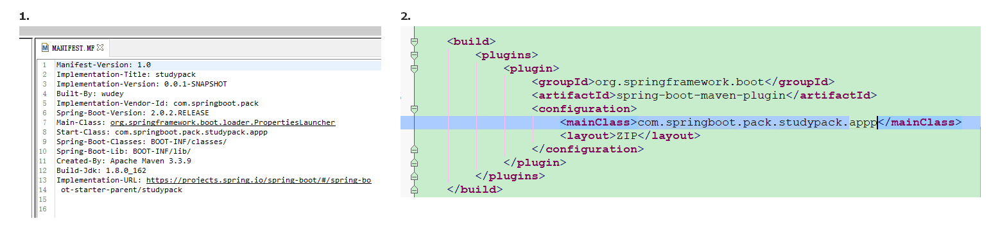 1.
MANIFEST.MF
1 Manifest-Version: 1.0
2 Implementation-Title: studypack
3 Implementation-Version: 0.0.1-SNAPSHOT
4 Built-By: wudey
5 Implementation-Vendor-Id: com.springboot.pack
6 Spring-Boot-Version: 2.0.2.RELEASE
7 Main-Class: org.springframework.boot.loader.PropertiesLauncher
8 Start-Class: com.springboot.pack.studypack.appp
9 Spring-Boot-Classes: BOOT-INF/classes/
10 Spring-Boot-Lib: BOOT-INF/lib/
11 Created-By: Apache Maven 3.3.9
12 Build-Jdk: 1.8.0_162
13 Implementation-URL: https://projects.spring.io/spring-boot/#/spring-bo
14  ot-starter-parent/studypack
15
16
2.
<build>
<plugins>
<plugin>
<groupId>org.springframework.boot</groupId>
<artifactId>spring-boot-maven-plugin</artifactId>
<configuration>
<mainClass>com.springboot.pack.studypack.appp</mainClass>
<layout>ZIP</layout>
</configuration>
</plugin>
</plugins>
</build>